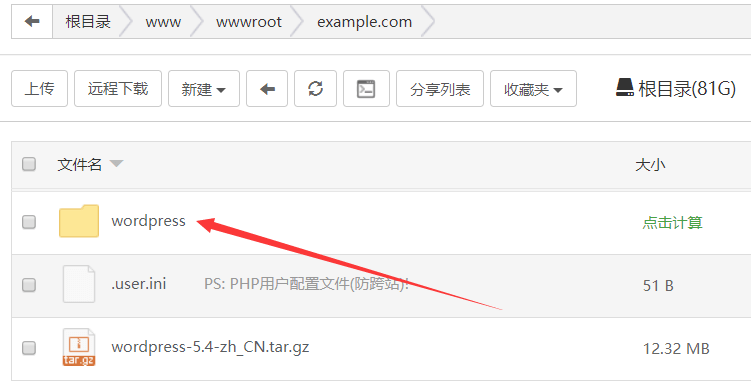 根目录 www wwwroot example.com
上传 远程下载 新建 分享列表 收藏夹 根目录(81G)
文件名 大小
wordpress 点击计算
.user.ini PS: PHP用户配置文件(防跨站)! 51 B
wordpress-5.4-zh_CN.tar.gz 12.32 MB
tar.gz